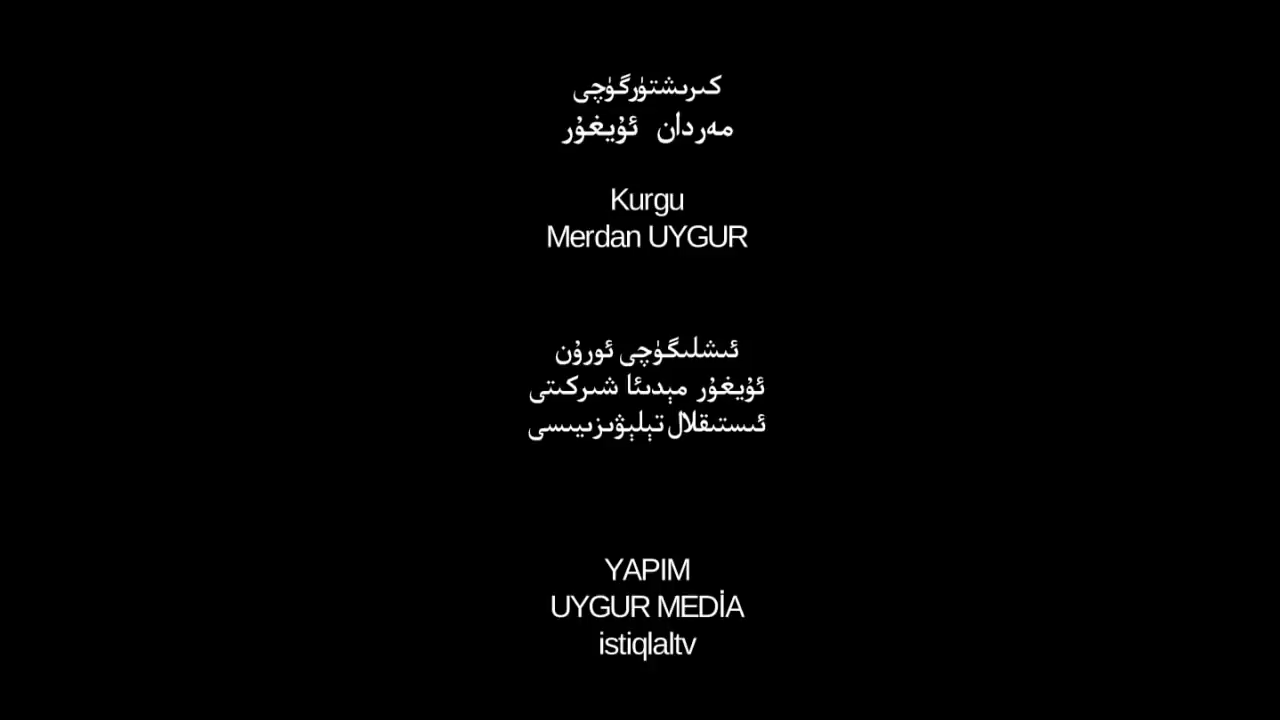 كىرىشتۈرگۈچى
مەردان ئۇيغۇر
Kurgu
Merdan UYGUR
ئىشلىگۈچى ئورۇن
ئۇيغۇر مېدىئا شىركىتى
ئىستىقلال تېلېۋىزىيىسى
YAPIM
UYGUR MEDİA
istiqlaltv